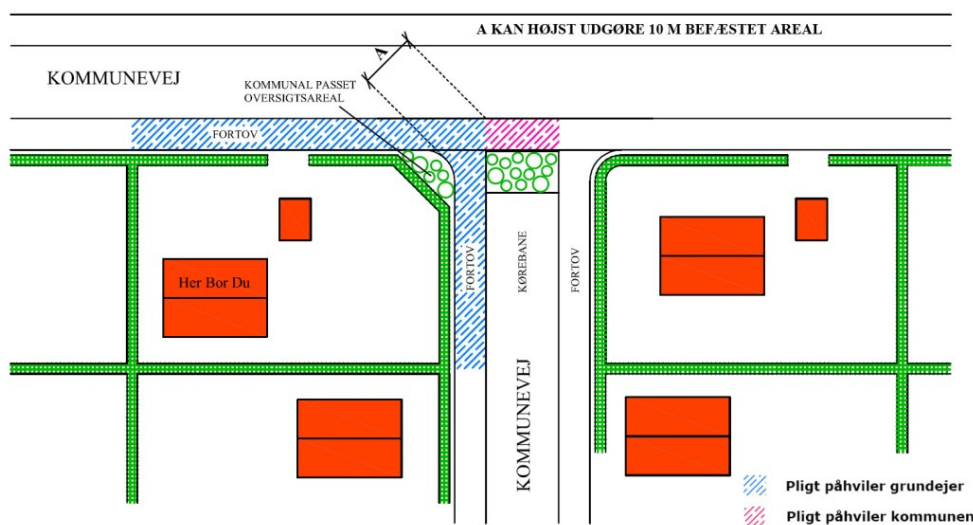 A KAN HØJST UDGØRE 10 M BEFÆSTET AREAL
A
KOMMUNEVEJ
KOMMUNAL PASSET
OVERSIGTSAREAL
FORTOV
Her Bor Du
FORTOV
KØREBANE
FORTOV
KOMMUNEVEJ
Pligt påhviler grundejer
Pligt påhviler kommunen